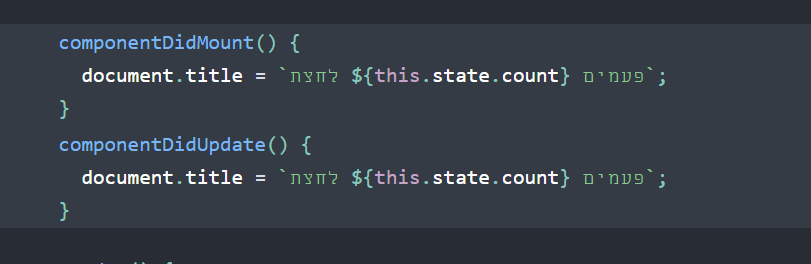 componentDidMount() {
document.title = `לחצת ${this.state.count} פעמים`;
}
componentDidUpdate() {
document.title = `לחצת ${this.state.count} פעמים`;
}